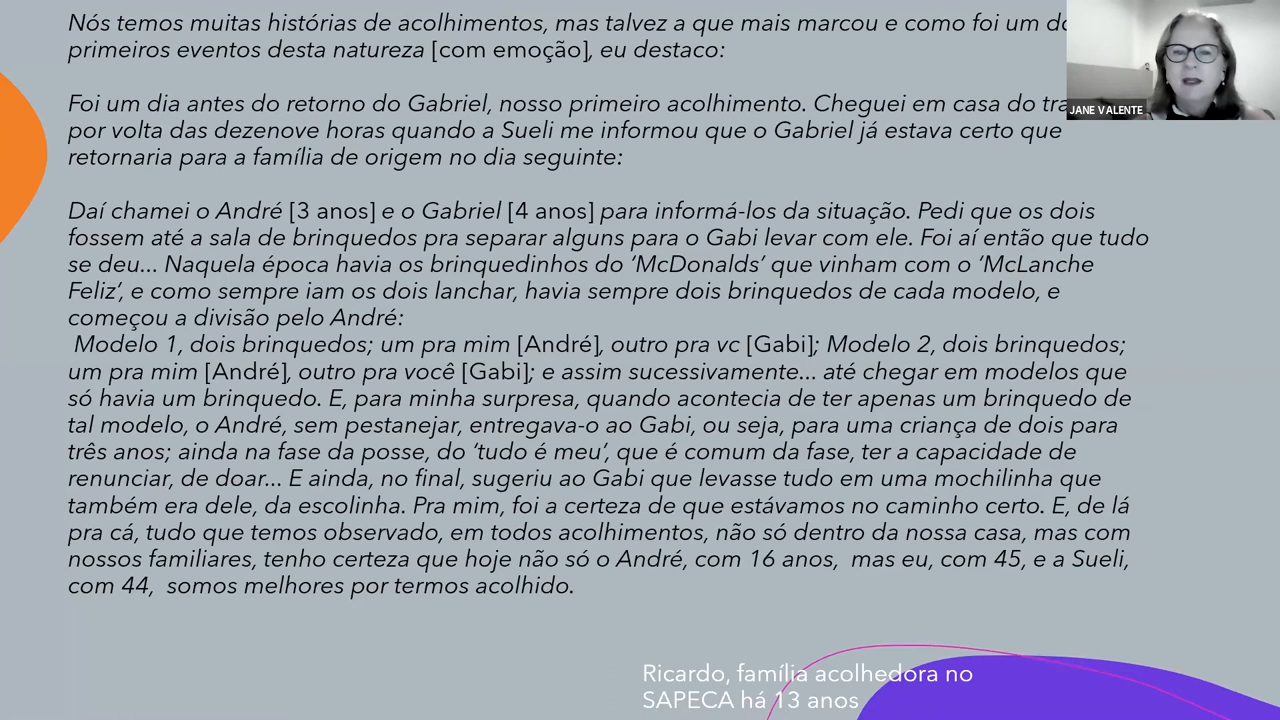 Nós temos muitas histórias de acolhimentos, mas talvez a que mais marcou e como foi um
primeiros eventos desta natureza [com emoção], eu destaco:
Foi um dia antes do retorno do Gabriel, nosso primeiro acolhimento. Cheguei em casa do
por volta das dezenove horas quando a Sueli me informou que o Gabriel já estava certo que
retornaria para a família de origem no dia seguinte:
Daí chamei o André [3 anos] e o Gabriel [4 anos] para informá-los da situação. Pedi que os dois
fossem até a sala de brinquedos pra separar alguns para o Gabi levar com ele. Foi aí então que tudo
se deu... Naquela época havia os brinquedinhos do ‘McDonalds’ que vinham com o ‘McLanche
Feliz’, e como sempre iam os dois lanchar, havia sempre dois brinquedos de cada modelo, e
começou a divisão pelo André:
Modelo 1, dois brinquedos; um pra mim [André], outro pra vc [Gabi]; Modelo 2, dois brinquedos;
um pra mim [André], outro pra você [Gabi]; e assim sucessivamente... até chegar em modelos que
só havia um brinquedo. E, para minha surpresa, quando acontecia de ter apenas um brinquedo de
tal modelo, o André, sem pestanejar, entregava-o ao Gabi, ou seja, para uma criança de dois para
três anos; ainda na fase da posse, do ‘tudo é meu’, que é comum da fase, ter a capacidade de
renunciar, de doar... E ainda, no final, sugeriu ao Gabi que levasse tudo em uma mochilinha que
também era dele, da escolinha. Pra mim, foi a certeza de que estávamos no caminho certo. E, de lá
pra cá, tudo que temos observado, em todos acolhimentos, não só dentro da nossa casa, mas com
nossos familiares, tenho certeza que hoje não só o André, com 16 anos, mas eu, com 45, e a Sueli,
com 44, somos melhores por termos acolhido.
Ricardo, família acolhedora no
SAPECA há 13 anos
JANE VALENTE